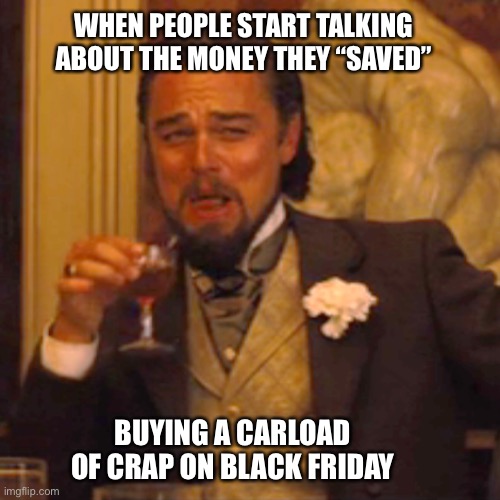 WHEN PEOPLE START TALKING
ABOUT THE MONEY THEY “SAVED”
BUYING A CARLOAD
OF CRAP ON BLACK FRIDAY
imgflip.com